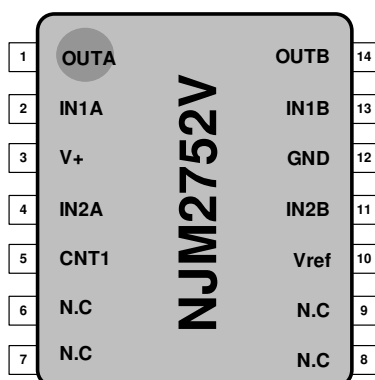 1 OUTA OUTB 14
2 IN1A IN1B 13
3 V+ GND 12
4 IN2A IN2B 11
5 CNT1 Vref 10
6 N.C N.C 9
7 N.C N.C 8
NJM2752V